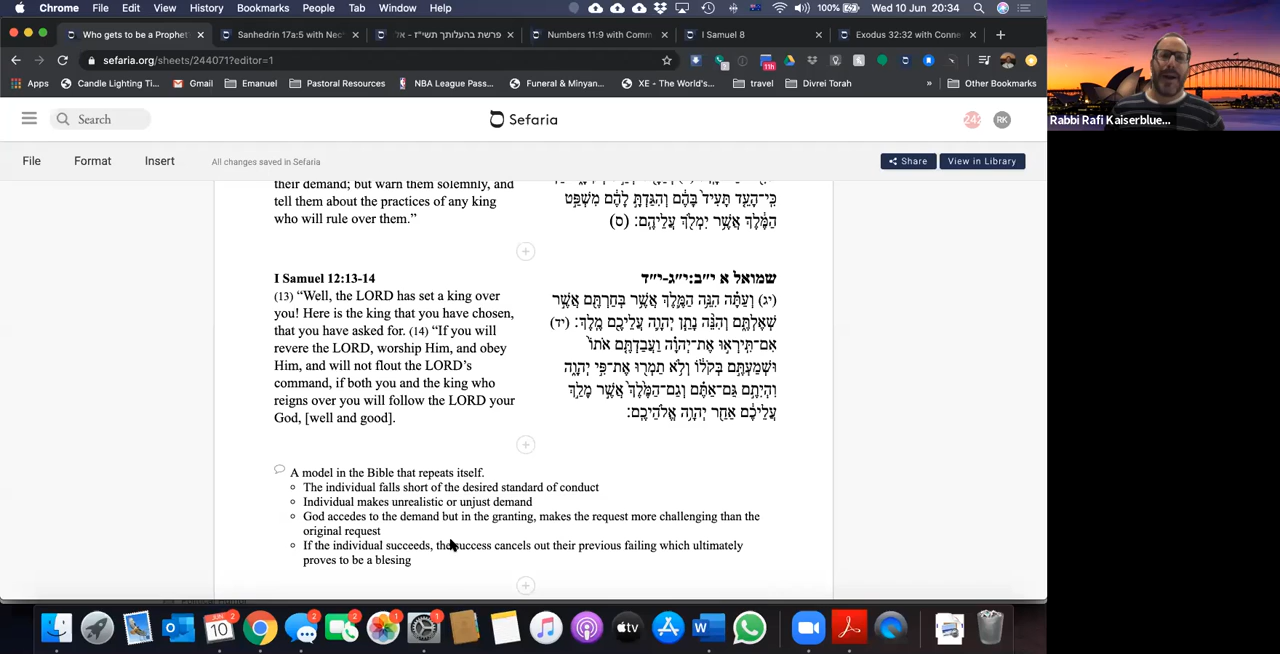 Chrome File Edit View History Bookmarks People Tab Window Help
100% Wed 10 Jun 20:34
Who gets to be a Prophet
Sanhedrin 17a:5 with Nec
פרשת בהעלותך תשי"ז - אל
Numbers 11:9 with Comm
I Samuel 8
Exodus 32:32 with Connec
sefaria.org/sheets/244071?editor=1
Apps
Candle Lighting Ti...
Gmail
Emanuel
Pastoral Resources
NBA League Pass...
Funeral & Minyan...
XE - The World's...
travel
Divrei Torah
»
Other Bookmarks
Search
Sefaria
242
RK
File Format Insert All changes saved in Sefaria
Share
View in Library
their demand; but warn them solemnly, and
tell them about the practices of any king
who will rule over them.”
כִּֽי־הָעֵ֤ד תָּעִיד֙ בָּהֶ֔ם וְהִגַּדְתָּ֣ לָהֶ֔ם מִשְׁפַּ֣ט
הַמֶּ֔לֶךְ אֲשֶׁ֥ר יִמְלֹ֖ךְ עֲלֵיהֶֽם׃ (ס)
I Samuel 12:13-14
(13) “Well, the LORD has set a king over
you! Here is the king that you have chosen,
that you have asked for. (14) “If you will
revere the LORD, worship Him, and obey
Him, and will not flout the LORD’s
command, if both you and the king who
reigns over you will follow the LORD your
God, [well and good].
שמואל א י״ב:י״ג-י״ד
(יג) וְעַתָּ֗ה הִנֵּ֥ה הַמֶּ֛לֶךְ אֲשֶׁ֥ר בְּחַרְתֶּ֖ם אֲשֶׁ֣ר
שְׁאֶלְתֶּ֑ם וְהִנֵּ֨ה נָתַ֧ן יְהוָ֛ה עֲלֵיכֶ֖ם מֶֽלֶךְ׃ (יד)
אִם־תִּֽירְא֣וּ אֶת־יְהוָ֗ה וַעֲבַדְתֶּ֤ם אֹתוֹ֙
וּשְׁמַעְתֶּ֣ם בְּקֹל֔וֹ וְלֹ֥א תַמְר֖וּ אֶת־פִּ֣י יְהוָ֑ה
וִהְיִתֶ֣ם גַּם־אַתֶּ֗ם וְגַם־הַמֶּ֙לֶךְ֙ אֲשֶׁ֣ר מָלַ֣ךְ
עֲלֵיכֶ֔ם אַחַ֖ר יְהוָ֥ה אֱלֹהֵיכֶֽם׃
A model in the Bible that repeats itself.
The individual falls short of the desired standard of conduct
Individual makes unrealistic or unjust demand
God accedes to the demand but in the granting, makes the request more challenging than the
original request
If the individual succeeds, the success cancels out their previous failing which ultimately
proves to be a blesing
Rabbi Rafi Kaiserblue...
JUN
10
tv